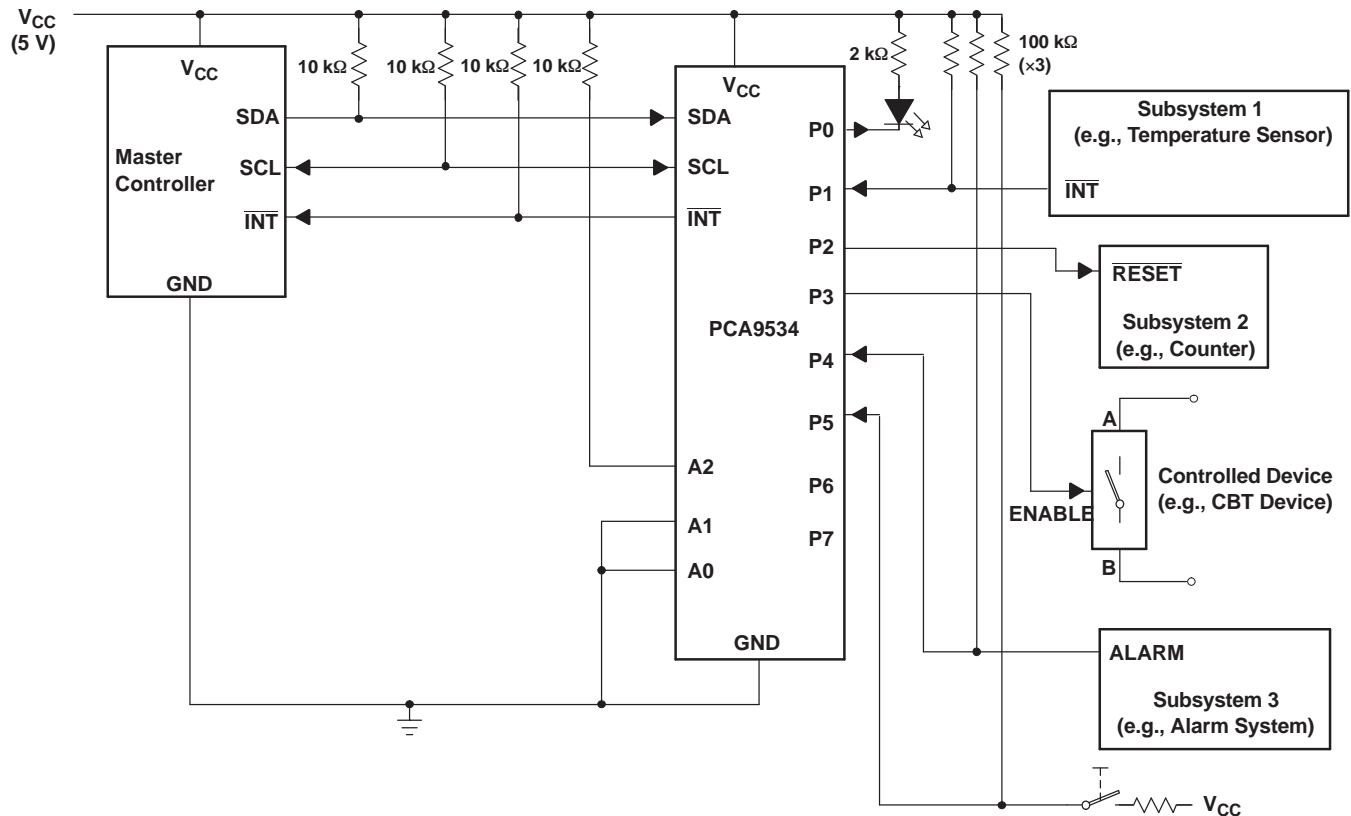 VCC
(5 V)
VCC
SDA
SCL
INT
GND
Master
Controller
10 kΩ
10 kΩ
10 kΩ
10 kΩ
VCC
SDA
SCL
INT
PCA9534
A2
A1
A0
GND
P0
P1
P2
P3
P4
P5
P6
P7
2 kΩ
100 kΩ
(×3)
Subsystem 1
(e.g., Temperature Sensor)
INT
RESET
Subsystem 2
(e.g., Counter)
A
ENABLE
B
Controlled Device
(e.g., CBT Device)
ALARM
Subsystem 3
(e.g., Alarm System)
VCC